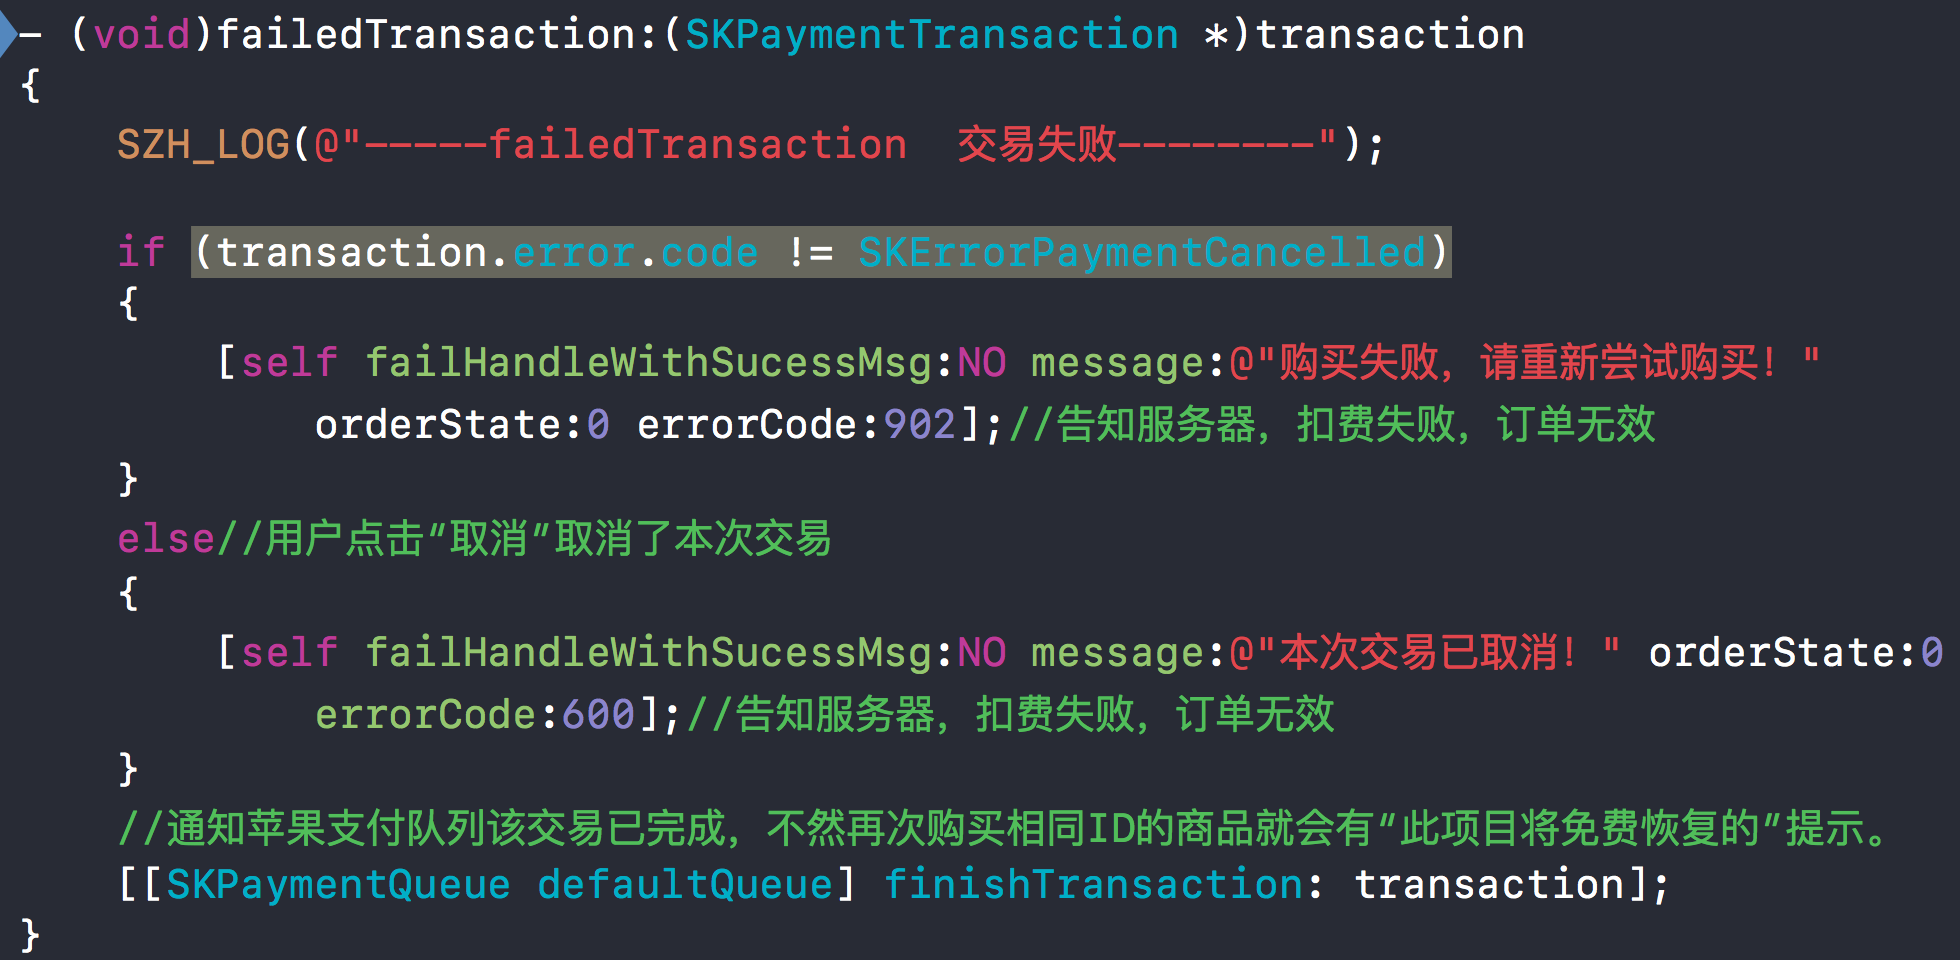 - (void)failedTransaction:(SKPaymentTransaction *)transaction
{
SZH_LOG(@"-----failedTransaction  交易失败--------");
if (transaction.error.code != SKErrorPaymentCancelled)
{
[self failHandleWithSucessMsg:NO message:@"购买失败，请重新尝试购买！"
orderState:0 errorCode:902];//告知服务器，扣费失败，订单无效
}
else//用户点击“取消”取消了本次交易
{
[self failHandleWithSucessMsg:NO message:@"本次交易已取消！" orderState:0
errorCode:600];//告知服务器，扣费失败，订单无效
}
//通知苹果支付队列该交易已完成，不然再次购买相同ID的商品就会有“此项目将免费恢复的”提示。
[[SKPaymentQueue defaultQueue] finishTransaction: transaction];
}